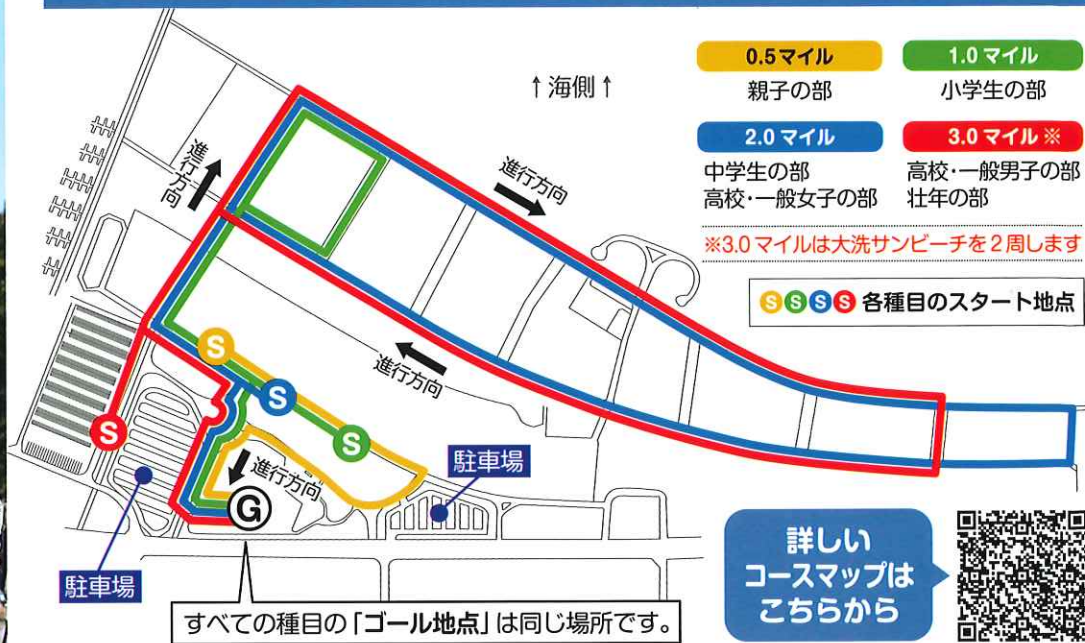 ↑海側↑
0.5マイル
親子の部
1.0マイル
小学生の部
2.0マイル
中学生の部
高校・一般女子の部
3.0マイル※
高校・一般男子の部
壮年の部
※3.0マイルは大洗サンビーチを2周します
S S S S 各種目のスタート地点
進行方向
進行方向
進行方向
S
S
S
S
進行方向
G
駐車場
駐車場
すべての種目の「ゴール地点」は同じ場所です。
詳しい
コースマップは
こちらから